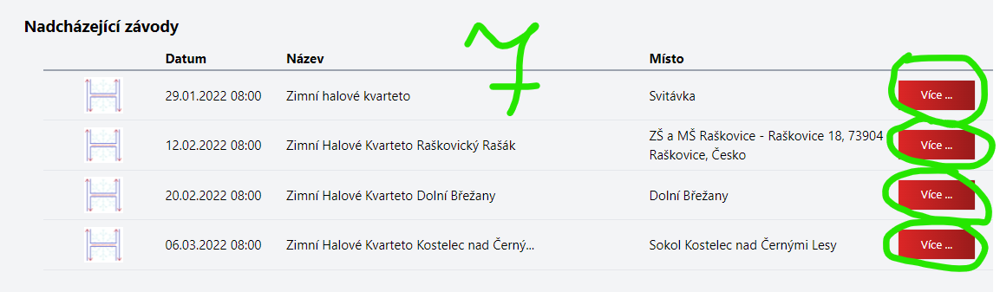 Nadcházející závody
7
Datum Název Místo
29.01.2022 08:00 Zimní halové kvarteto Svitávka Více ...
12.02.2022 08:00 Zimní Halové Kvarteto Raškovický Rašák ZŠ a MŠ Raškovice - Raškovice 18, 73904 Více ...
Raškovice, Česko
20.02.2022 08:00 Zimní Halové Kvarteto Dolní Břežany Dolní Břežany Více ...
06.03.2022 08:00 Zimní Halové Kvarteto Kostelec nad Černý... Sokol Kostelec nad Černými Lesy Více ...